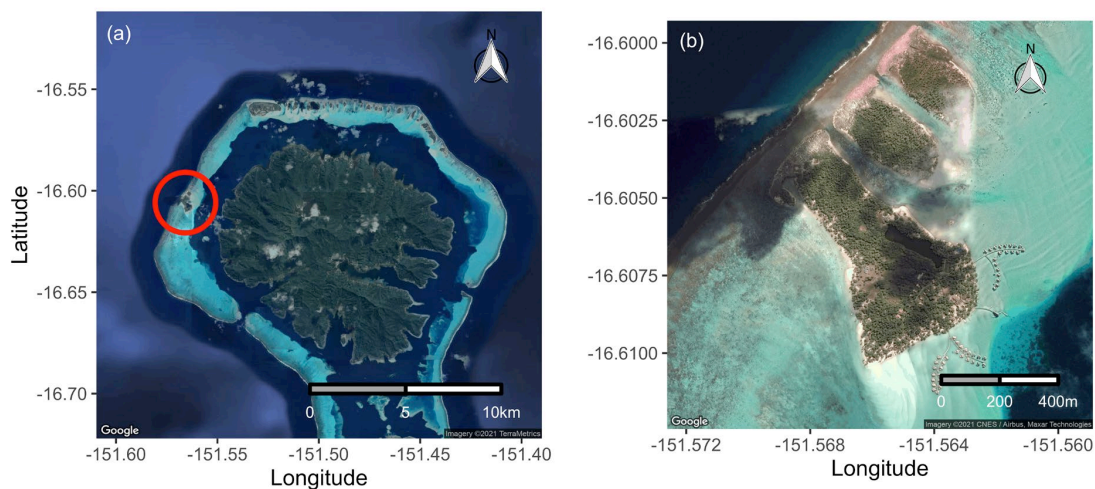 (a)
N
-16.55
-16.60
-16.65
-16.70
Latitude
0 5 10km
Google
Imagery ©2021 TerraMetrics
-151.60 -151.55 -151.50 -151.45 -151.40
Longitude
(b)
N
-16.6000
-16.6025
-16.6050
-16.6075
-16.6100
0 200 400m
Google
Imagery ©2021 CNES / Airbus, Maxar Technologies
-151.572 -151.568 -151.564 -151.560
Longitude